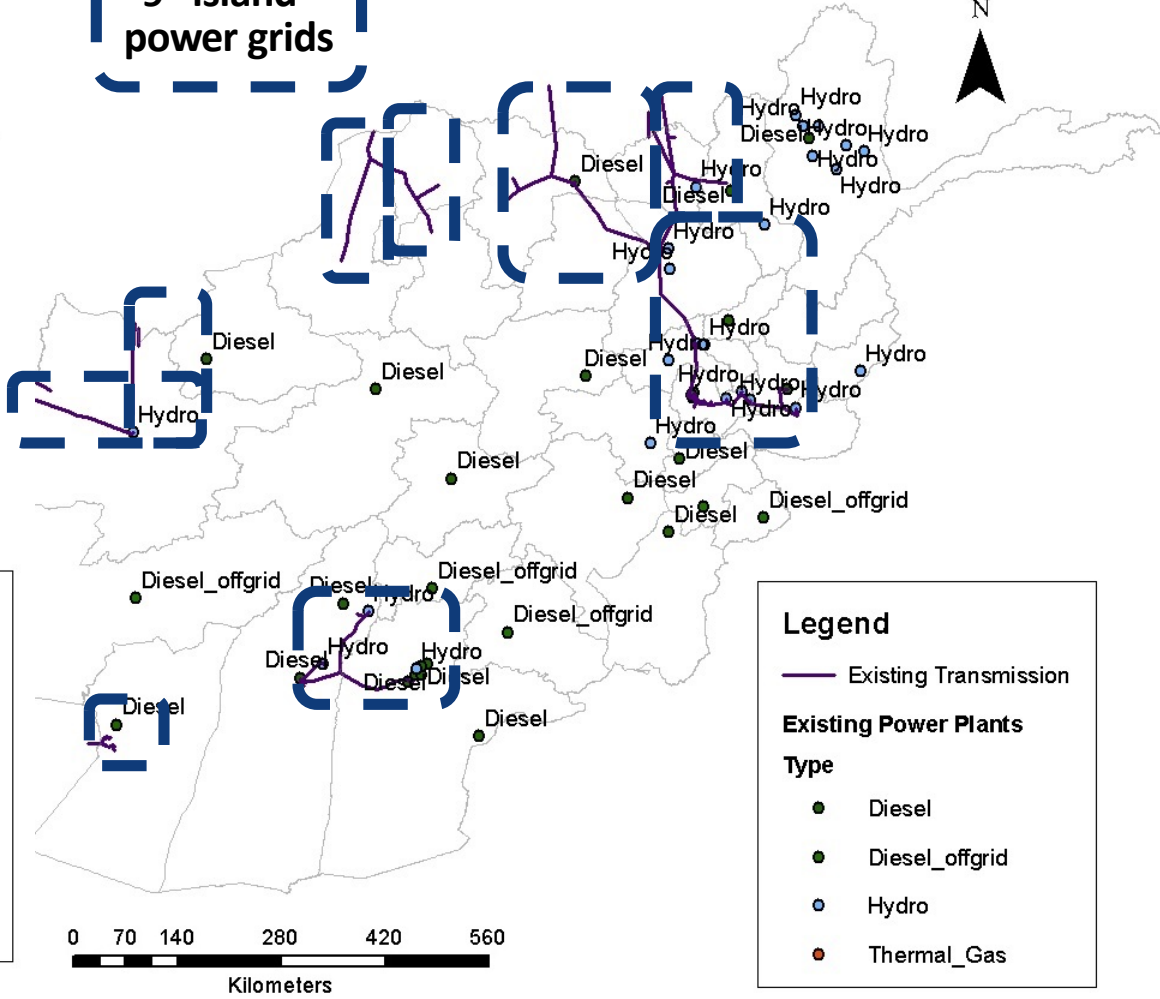 9 "island"
power grids
N
Hydro
Hydro
Diesel
Hydro
Hydro
Hydro
Hydro
Diesel
Hydro
Diesel
Hydro
Hydro
Hydro
Diesel
Hydro
Hydro
Diesel
Diesel
Hydro
Hydro
Hydro
Hydro
Hydro
Hydro
Hydro
Diesel
Diesel
Diesel
Diesel
Diesel_offgrid
Diesel_offgrid
Diesel
Hydro
Diesel_offgrid
Diesel_offgrid
Hydro
Diesel
Hydro
Diesel
Diesel
Diesel
Diesel
Legend
Existing Transmission
Existing Power Plants
Type
Diesel
Diesel_offgrid
Hydro
Thermal_Gas
0 70 140 280 420 560
Kilometers